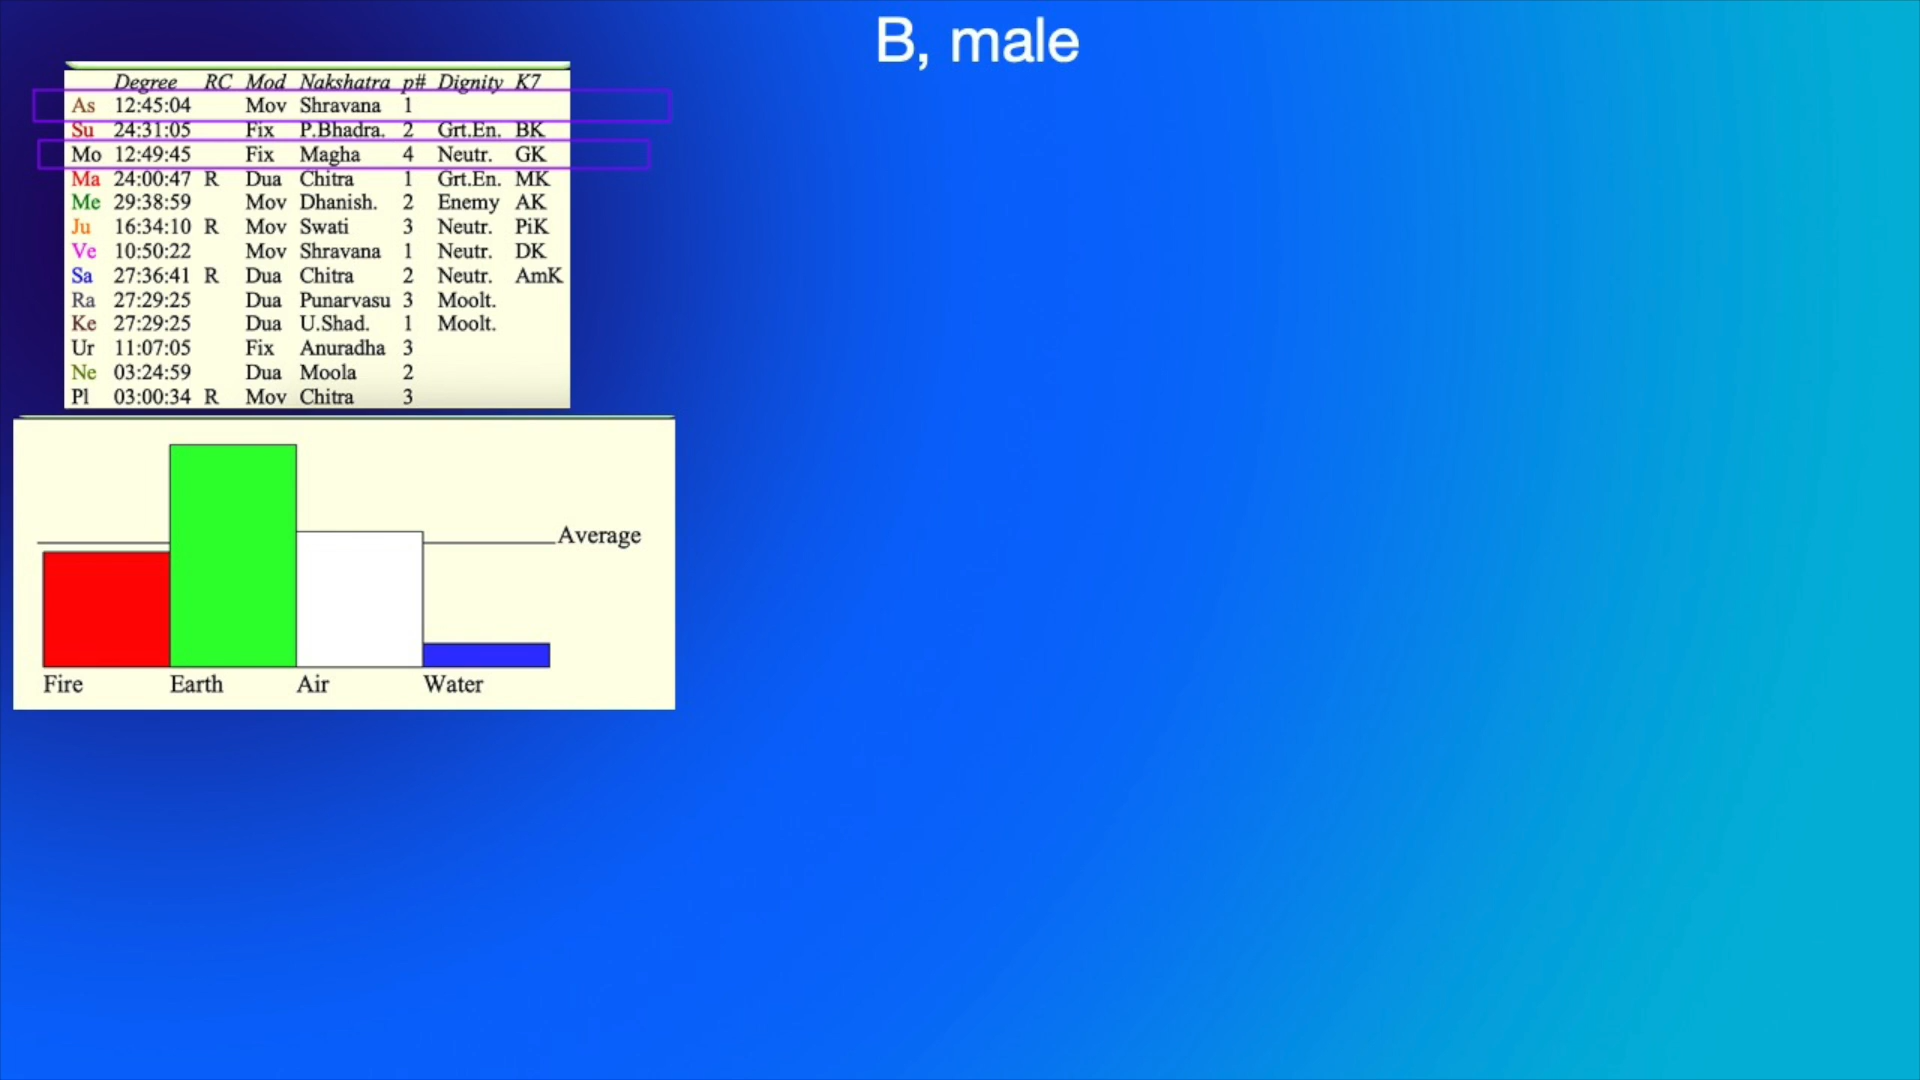 B, male
Degree RC Mod Nakshatra p# Dignity K7
As 12:45:04 Mov Shravana 1
Su 24:31:05 Fix P.Bhadra. 2 Grt.En. BK
Mo 12:49:45 Fix Magha 4 Neutr. GK
Ma 24:00:47 R Dua Chitra 1 Grt.En. MK
Me 29:38:59 Mov Dhanish. 2 Enemy AK
Ju 16:34:10 R Mov Swati 3 Neutr. PiK
Ve 10:50:22 Mov Shravana 1 Neutr. DK
Sa 27:36:41 R Dua Chitra 2 Neutr. AmK
Ra 27:29:25 Dua Punarvasu 3 Moolt.
Ke 27:29:25 Dua U.Shad. 1 Moolt.
Ur 11:07:05 Fix Anuradha 3
Ne 03:24:59 Dua Moola 2
Pl 03:00:34 R Mov Chitra 3
Average
Fire Earth Air Water